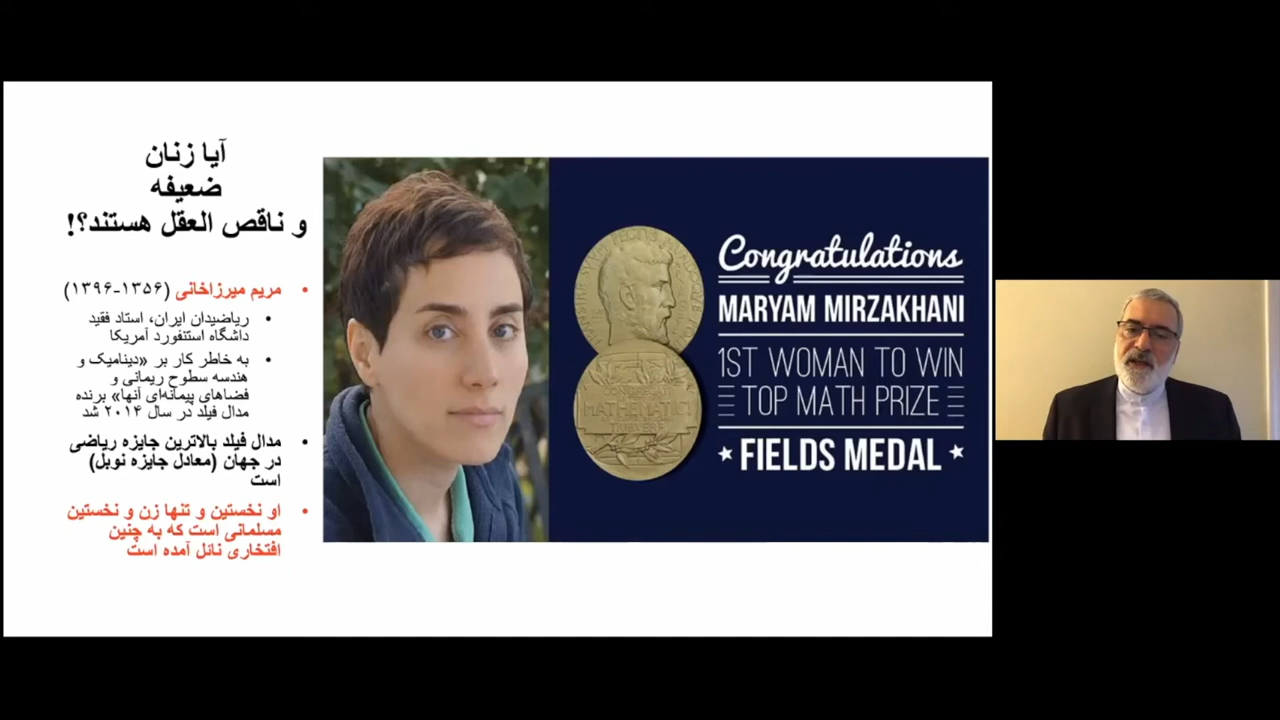 آیا زنان
ضعیفه
و ناقص العقل هستند؟!
• مریم میرزاخانی (۱۳۵۶-۱۳۹۶)
• ریاضیدان ایران، استاد فقید
داشگاه استنفورد آمریکا
• به خاطر کار بر «دینامیک و
هندسه سطوح ریمانی و
فضاهای پیمانه‌ای آنها» برنده
مدال فیلد در سال ۲۰۱۴ شد
• مدال فیلد بالاترین جایزه ریاضی
در جهان (معادل جایزه نوبل)
است
• او نخستین و تنها زن و نخستین
مسلمانی است که به چنین
افتخاری نائل آمده است
Congratulations
MARYAM MIRZAKHANI
1ST WOMAN TO WIN
TOP MATH PRIZE
FIELDS MEDAL